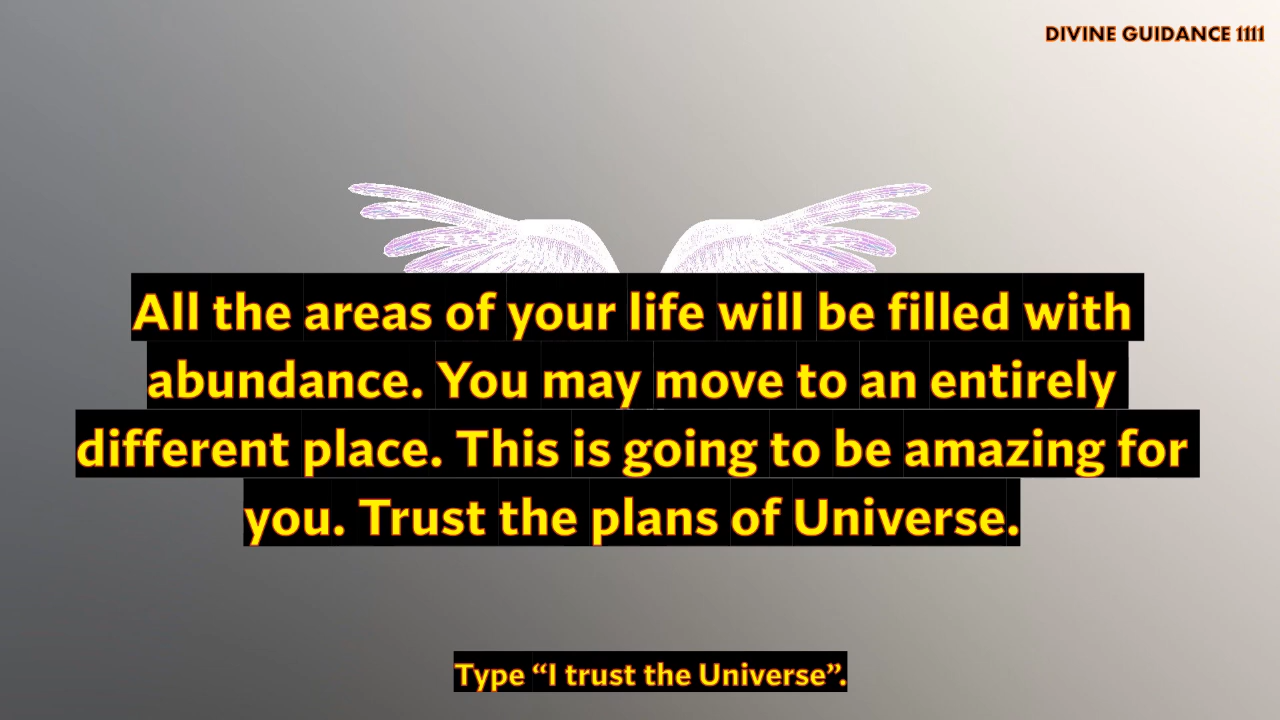 DIVINE GUIDANCE 1111
All the areas of your life will be filled with
abundance. You may move to an entirely
different place. This is going to be amazing for
you. Trust the plans of Universe.
Type “I trust the Universe”.